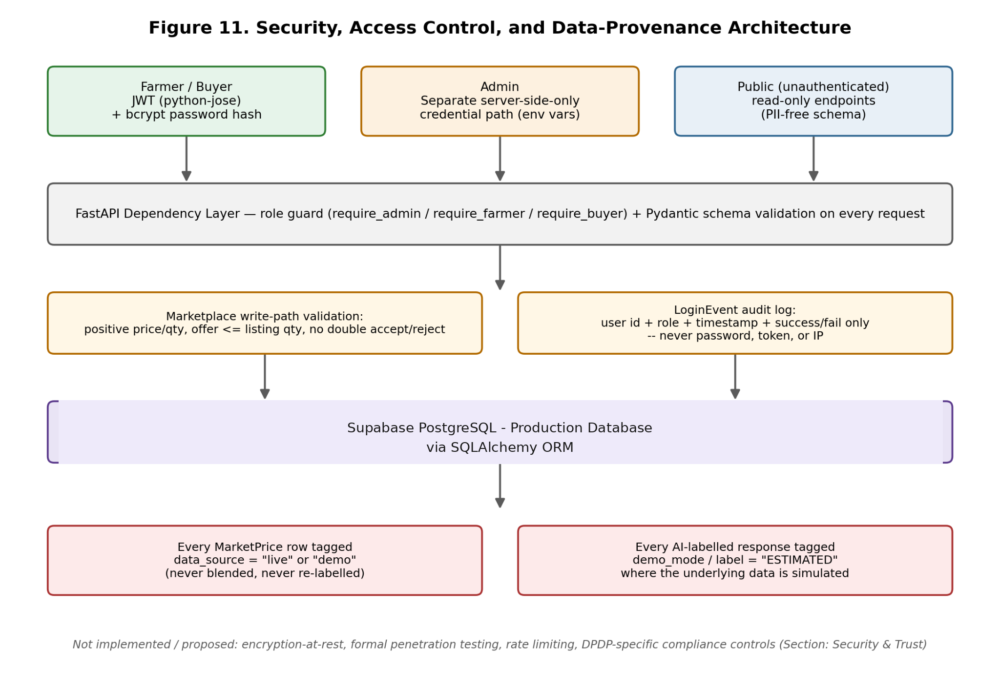 Figure 11. Security, Access Control, and Data-Provenance Architecture
Farmer / Buyer
JWT (python-jose)
+ bcrypt password hash
Admin
Separate server-side-only
credential path (env vars)
Public (unauthenticated)
read-only endpoints
(PII-free schema)
FastAPI Dependency Layer — role guard (require_admin / require_farmer / require_buyer) + Pydantic schema validation on every request
Marketplace write-path validation:
positive price/qty, offer <= listing qty, no double accept/reject
LoginEvent audit log:
user id + role + timestamp + success/fail only
-- never password, token, or IP
Supabase PostgreSQL - Production Database
via SQLAlchemy ORM
Every MarketPrice row tagged
data_source = "live" or "demo"
(never blended, never re-labelled)
Every AI-labelled response tagged
demo_mode / label = "ESTIMATED"
where the underlying data is simulated
Not implemented / proposed: encryption-at-rest, formal penetration testing, rate limiting, DPDP-specific compliance controls (Section: Security & Trust)